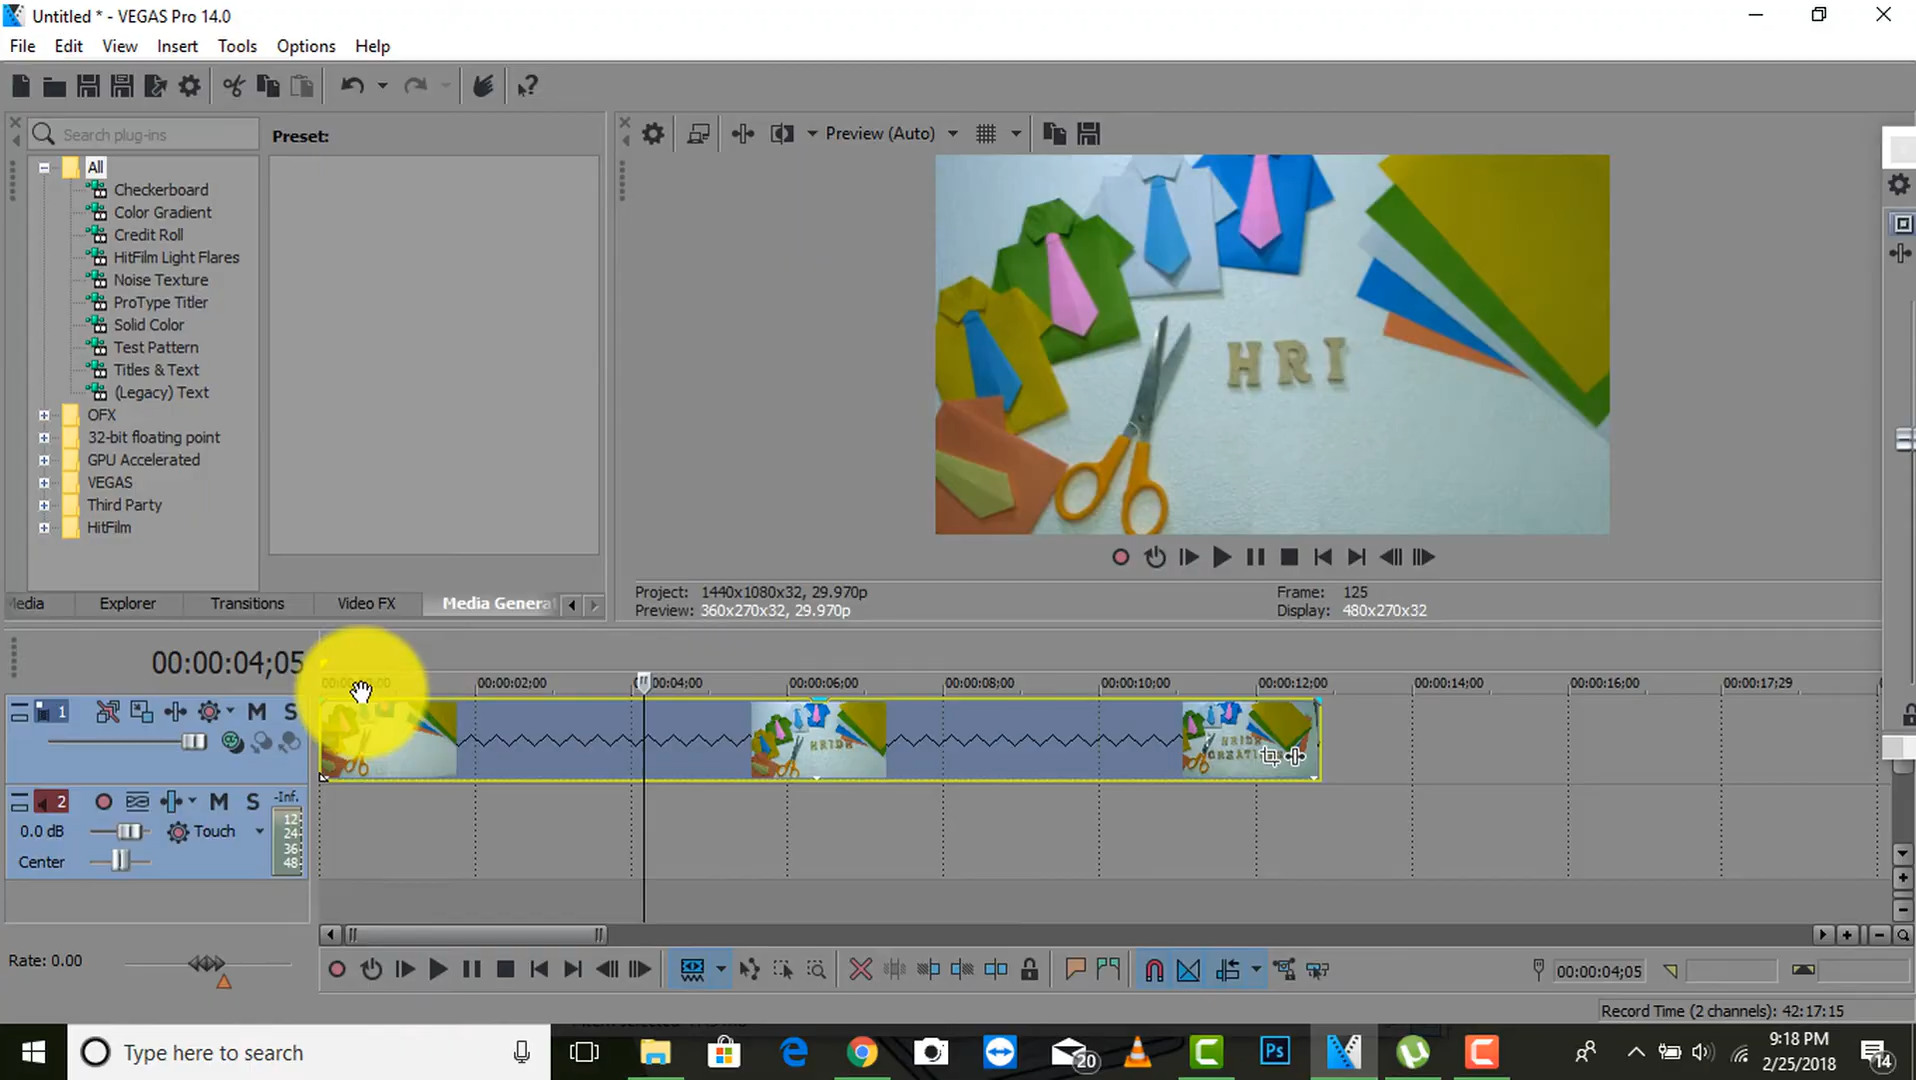 Untitled * - VEGAS Pro 14.0
File Edit View Insert Tools Options Help
Search plug-ins
Preset:
All
Checkerboard
Color Gradient
Credit Roll
HitFilm Light Flares
Noise Texture
ProType Titler
Solid Color
Test Pattern
Titles & Text
(Legacy) Text
OFX
32-bit floating point
GPU Accelerated
VEGAS
Third Party
HitFilm
Preview (Auto)
HRI
Project: 1440x1080x32, 29.970p
Preview: 360x270x32, 29.970p
Frame: 125
Display: 480x270x32
Explorer Transitions Video FX
00:00:04;05
00:00:02;00 00:00:04;00 00:00:06;00 00:00:08;00 00:00:10;00 00:00:12;00 00:00:14;00 00:00:16;00 00:00:17;29
1 M S
2 M S -Inf.
12
24
36
48
0.0 dB Touch
Center
Rate: 0.00
00:00:04;05
Record Time (2 channels): 42:17:15
Type here to search
20
Ps
9:18 PM
2/25/2018
14